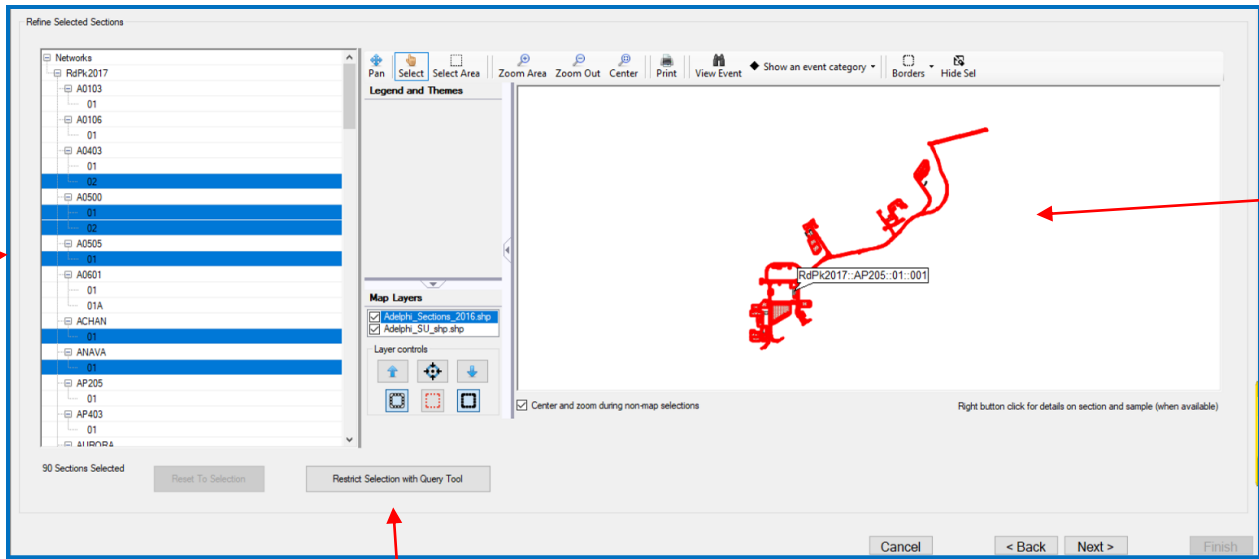 Refine Selected Sections
Networks
RdPk2017
A0103
01
A0106
01
A0403
01
02
A0500
01
02
A0505
01
A0601
01
01A
ACHAN
01
ANAVA
01
AP205
01
AP403
01
AURORA
90 Sections Selected
Reset To Selection
Restrict Selection with Query Tool
Pan Select Select Area Zoom Area Zoom Out Center Print View Event Show an event category Borders Hide Sel
Legend and Themes
Map Layers
Adelphi_Sections_2016.shp
Adelphi_SU_shp.shp
Layer controls
RdPk2017::AP205::01::001
Center and zoom during non-map selections
Right button click for details on section and sample (when available)
Cancel < Back Next > Finish